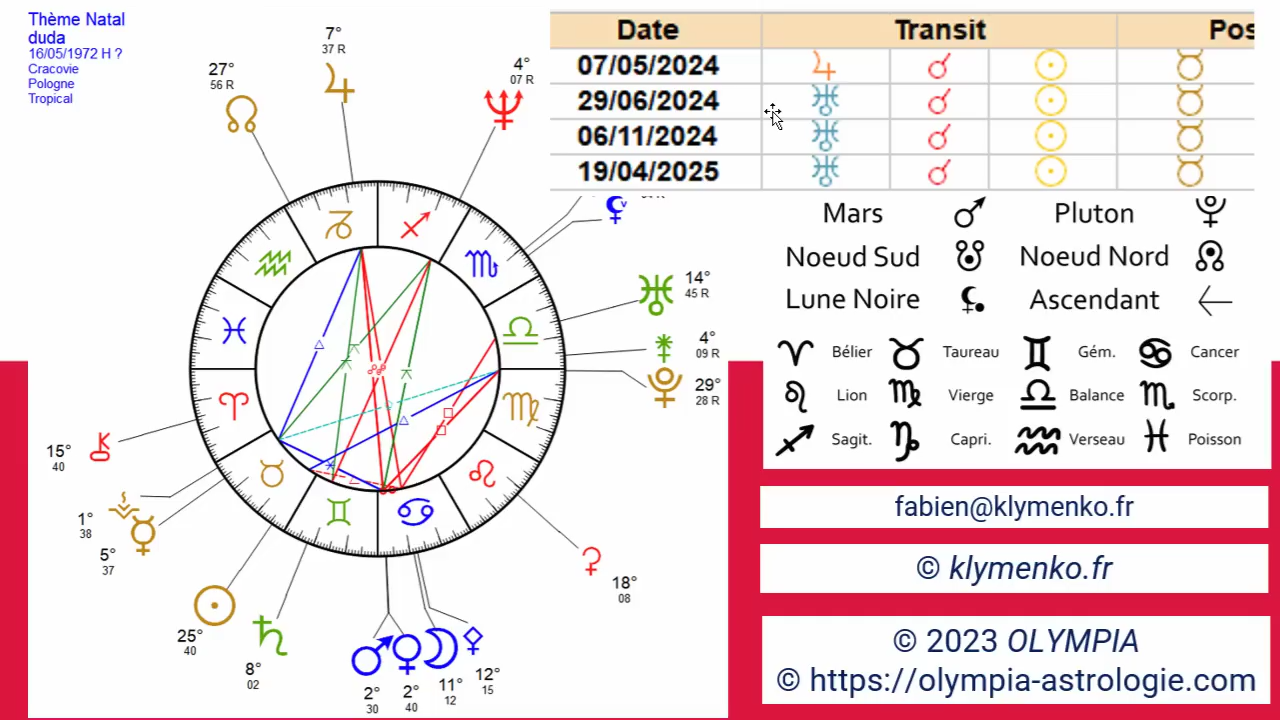 Thème Natal
duda
16/05/1972 H ?
Cracovie
Pologne
Tropical
7°
37 R
27°
56 R
4°
07 R
14°
45 R
4°
09 R
29°
28 R
15°
40
1°
38
5°
37
25°
40
8°
02
2°
30
2°
40
11°
12
12°
15
18°
08
Date Transit Pos
07/05/2024
29/06/2024
06/11/2024
19/04/2025
Mars Pluton
Noeud Sud Noeud Nord
Lune Noire Ascendant
Bélier Taureau Gém. Cancer
Lion Vierge Balance Scorp.
Sagit. Capri. Verseau Poisson
fabien@klymenko.fr
© klymenko.fr
© 2023 OLYMPIA
© https://olympia-astrologie.com